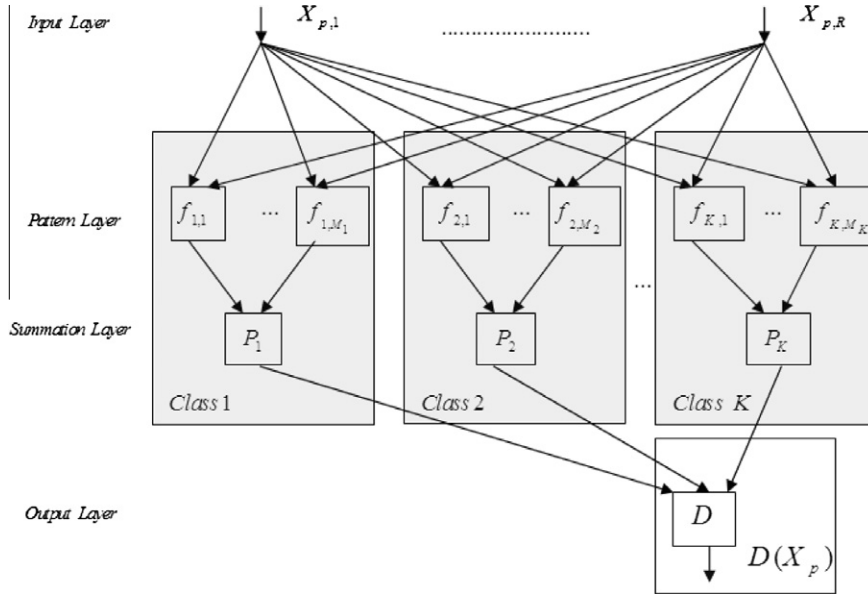 Input Layer
X_{p,1}
............................
X_{p,R}
Pattern Layer
f_{1,1} ... f_{1,M_1}
f_{2,1} ... f_{2,M_2}
f_{K,1} ... f_{K,M_K}
...
Summation Layer
P_1
P_2
P_K
Class 1
Class 2
Class K
Output Layer
D
D(X_p)